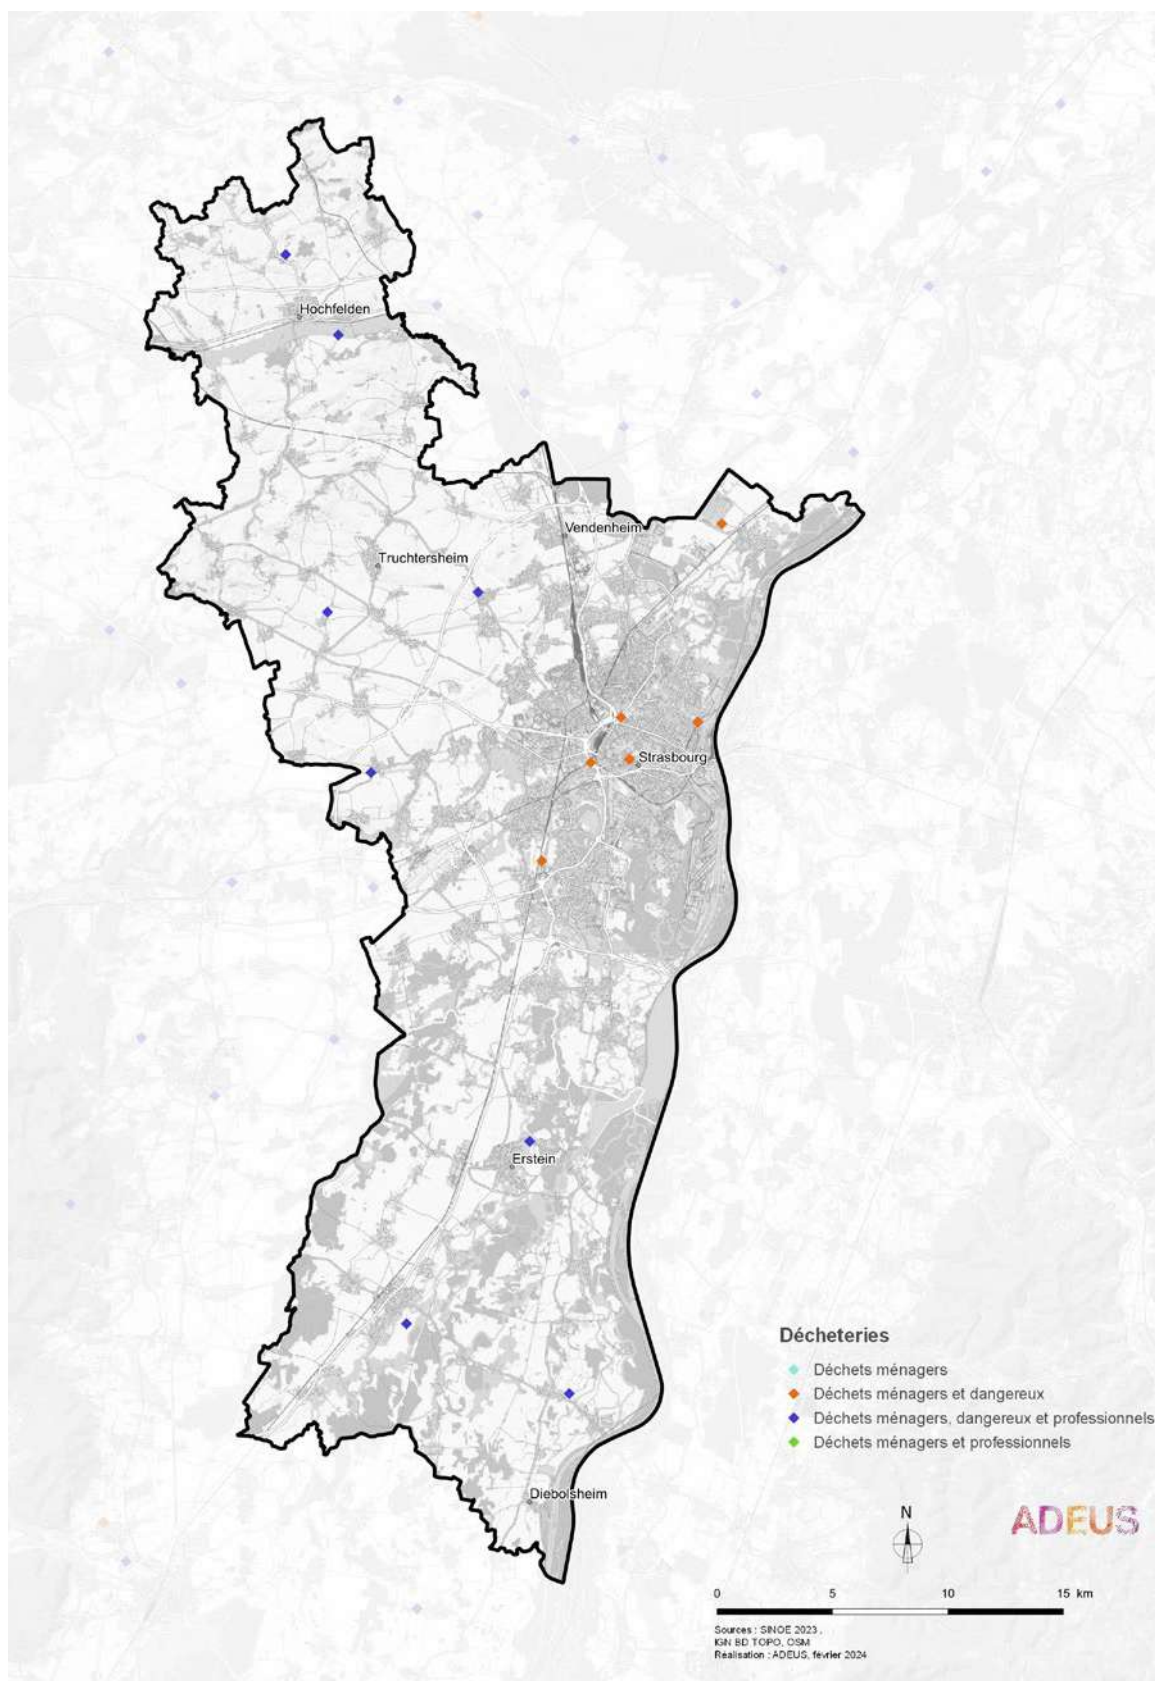 Hochfelden
Vendenheim
Truchtersheim
Strasbourg
Erstein
Diebolsheim
Décheteries
Déchets ménagers
Déchets ménagers et dangereux
Déchets ménagers, dangereux et professionnels
Déchets ménagers et professionnels
N
ADEUS
0 5 10 15 km
Sources : SINOE 2023 ,
IGN BD TOPO, OSM
Réalisation : ADEUS, février 2024